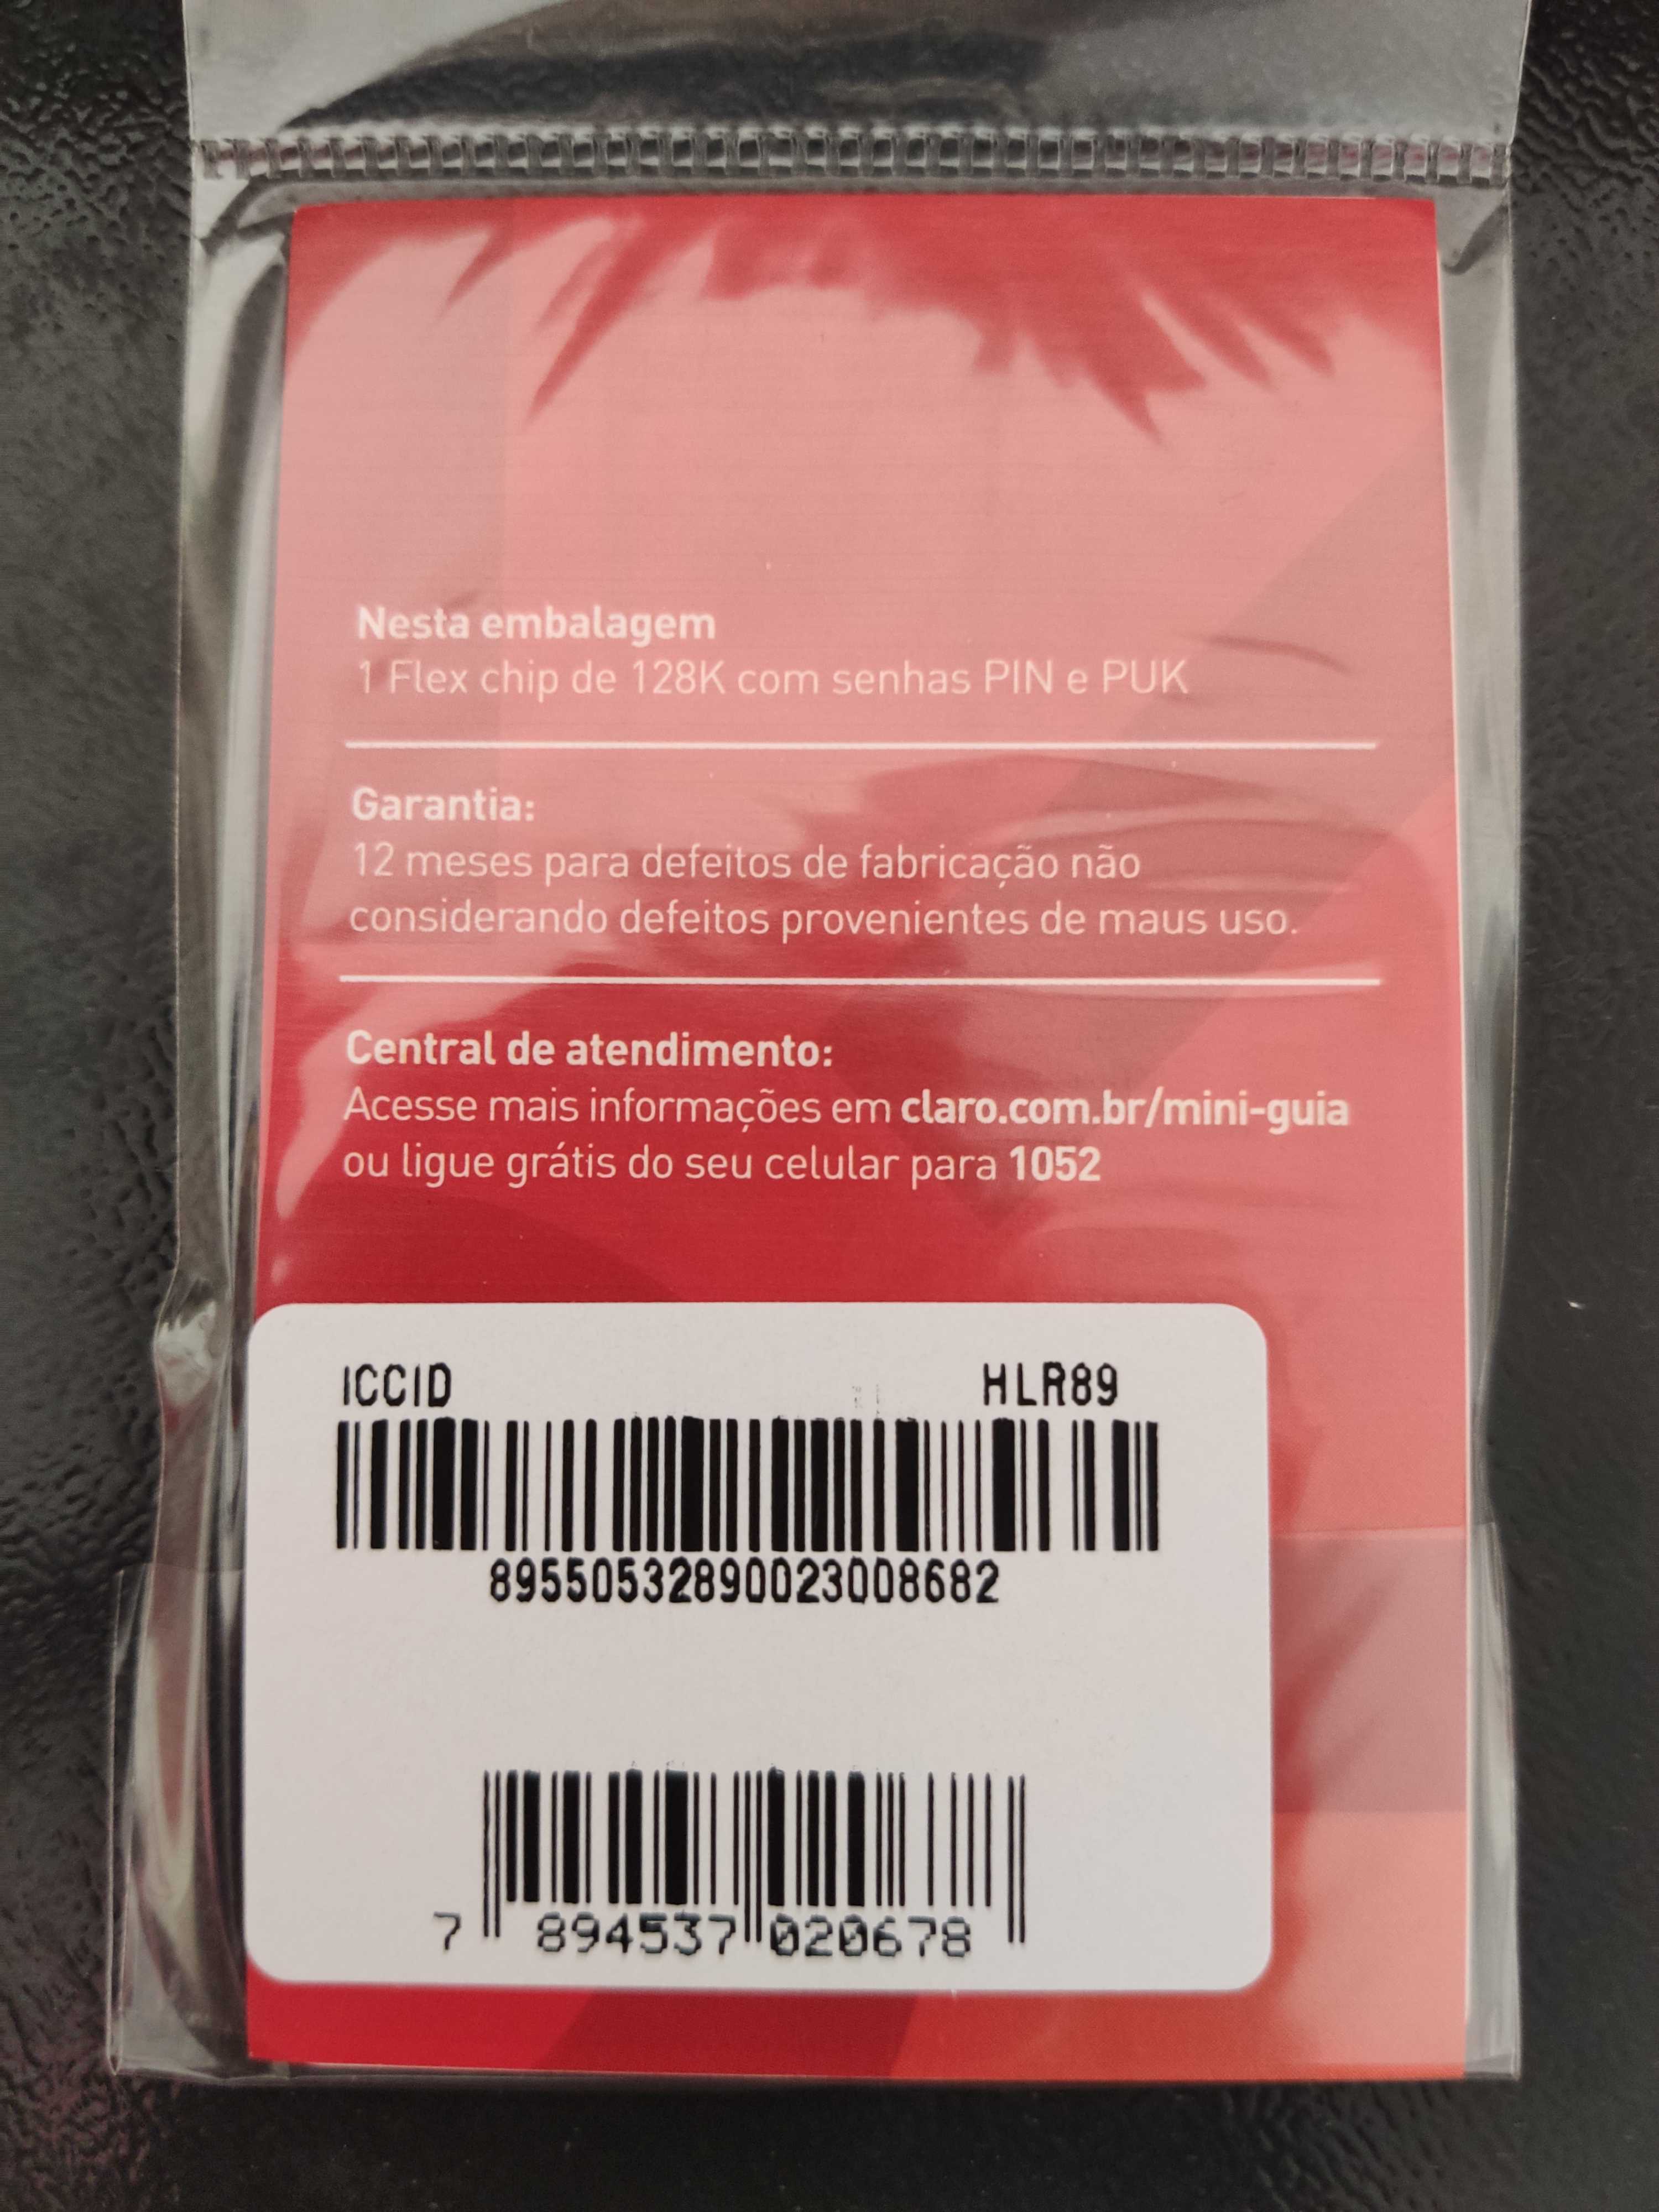 Nesta embalagem
1 Flex chip de 128K com senhas PIN e PUK
Garantia:
12 meses para defeitos de fabricação não
considerando defeitos provenientes de maus uso.
Central de atendimento:
Acesse mais informações em claro.com.br/mini-guia
ou ligue grátis do seu celular para 1052
ICCID HLR89
89550532890023008682
7 894537 020678